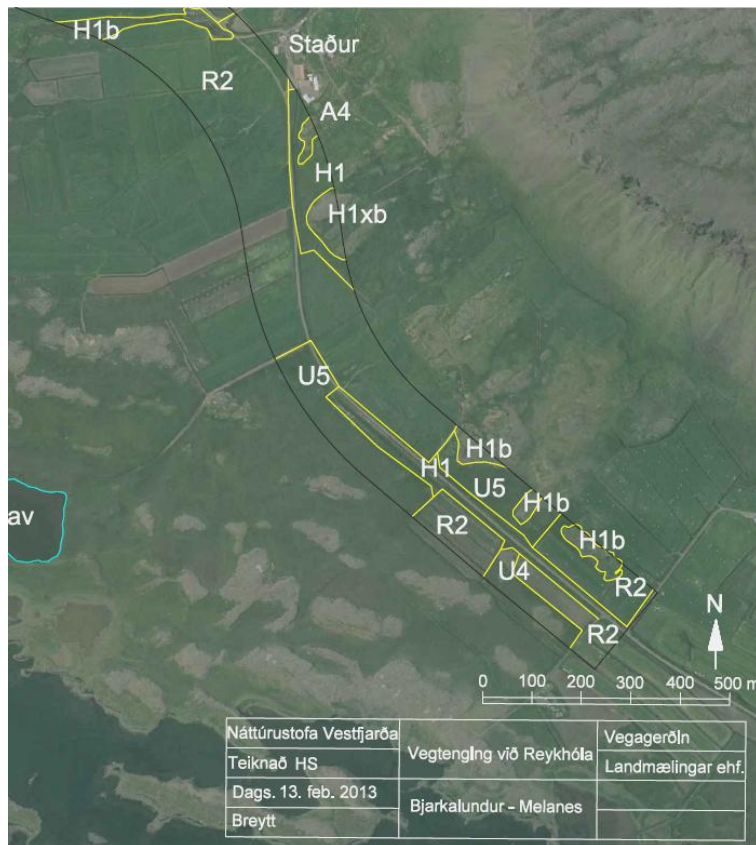 H1b
Staður
R2
A4
H1
H1xb
U5
H1b
H1
U5
H1b
av
R2
H1b
U4
R2
R2
N
0 100 200 300 400 500 m
Náttúrustofa Vestfjarða
Teiknað HS
Dags. 13. feb. 2013
Breytt
Vegtenging við Reykhóla
Bjarkalundur - Melanes
Vegagerðin
Landmælingar ehf.